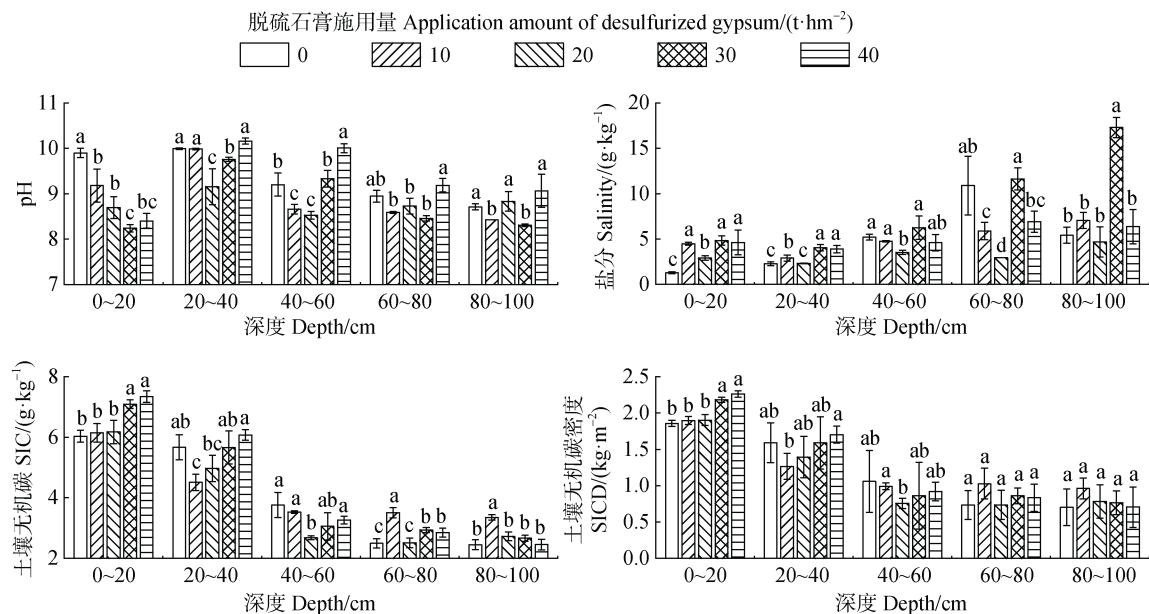 脱硫石膏施用量 Application amount of desulfurized gypsum/(t·hm⁻²)
0 10 20 30 40
pH
11
10
9
8
7
a b b c bc
a a c b a
b c c b a
ab b b b a
a b a b a
0~20 20~40 40~60 60~80 80~100
深度 Depth/cm
盐分 Salinity/(g·kg⁻¹)
20
15
10
5
0
c a b a a
c b c a a
a a b a ab
ab c d a bc
b b b a b
0~20 20~40 40~60 60~80 80~100
深度 Depth/cm
土壤无机碳 SIC/(g·kg⁻¹)
8
6
4
2
b b b a a
ab c bc ab a
a a b ab a
c a c b b
b a b b b
0~20 20~40 40~60 60~80 80~100
深度 Depth/cm
土壤无机碳密度
SICD/(kg·m⁻²)
2.5
2.0
1.5
1.0
0.5
0.0
b b b a a
ab b ab ab a
ab a b ab ab
a a a a a
a a a a a
0~20 20~40 40~60 60~80 80~100
深度 Depth/cm